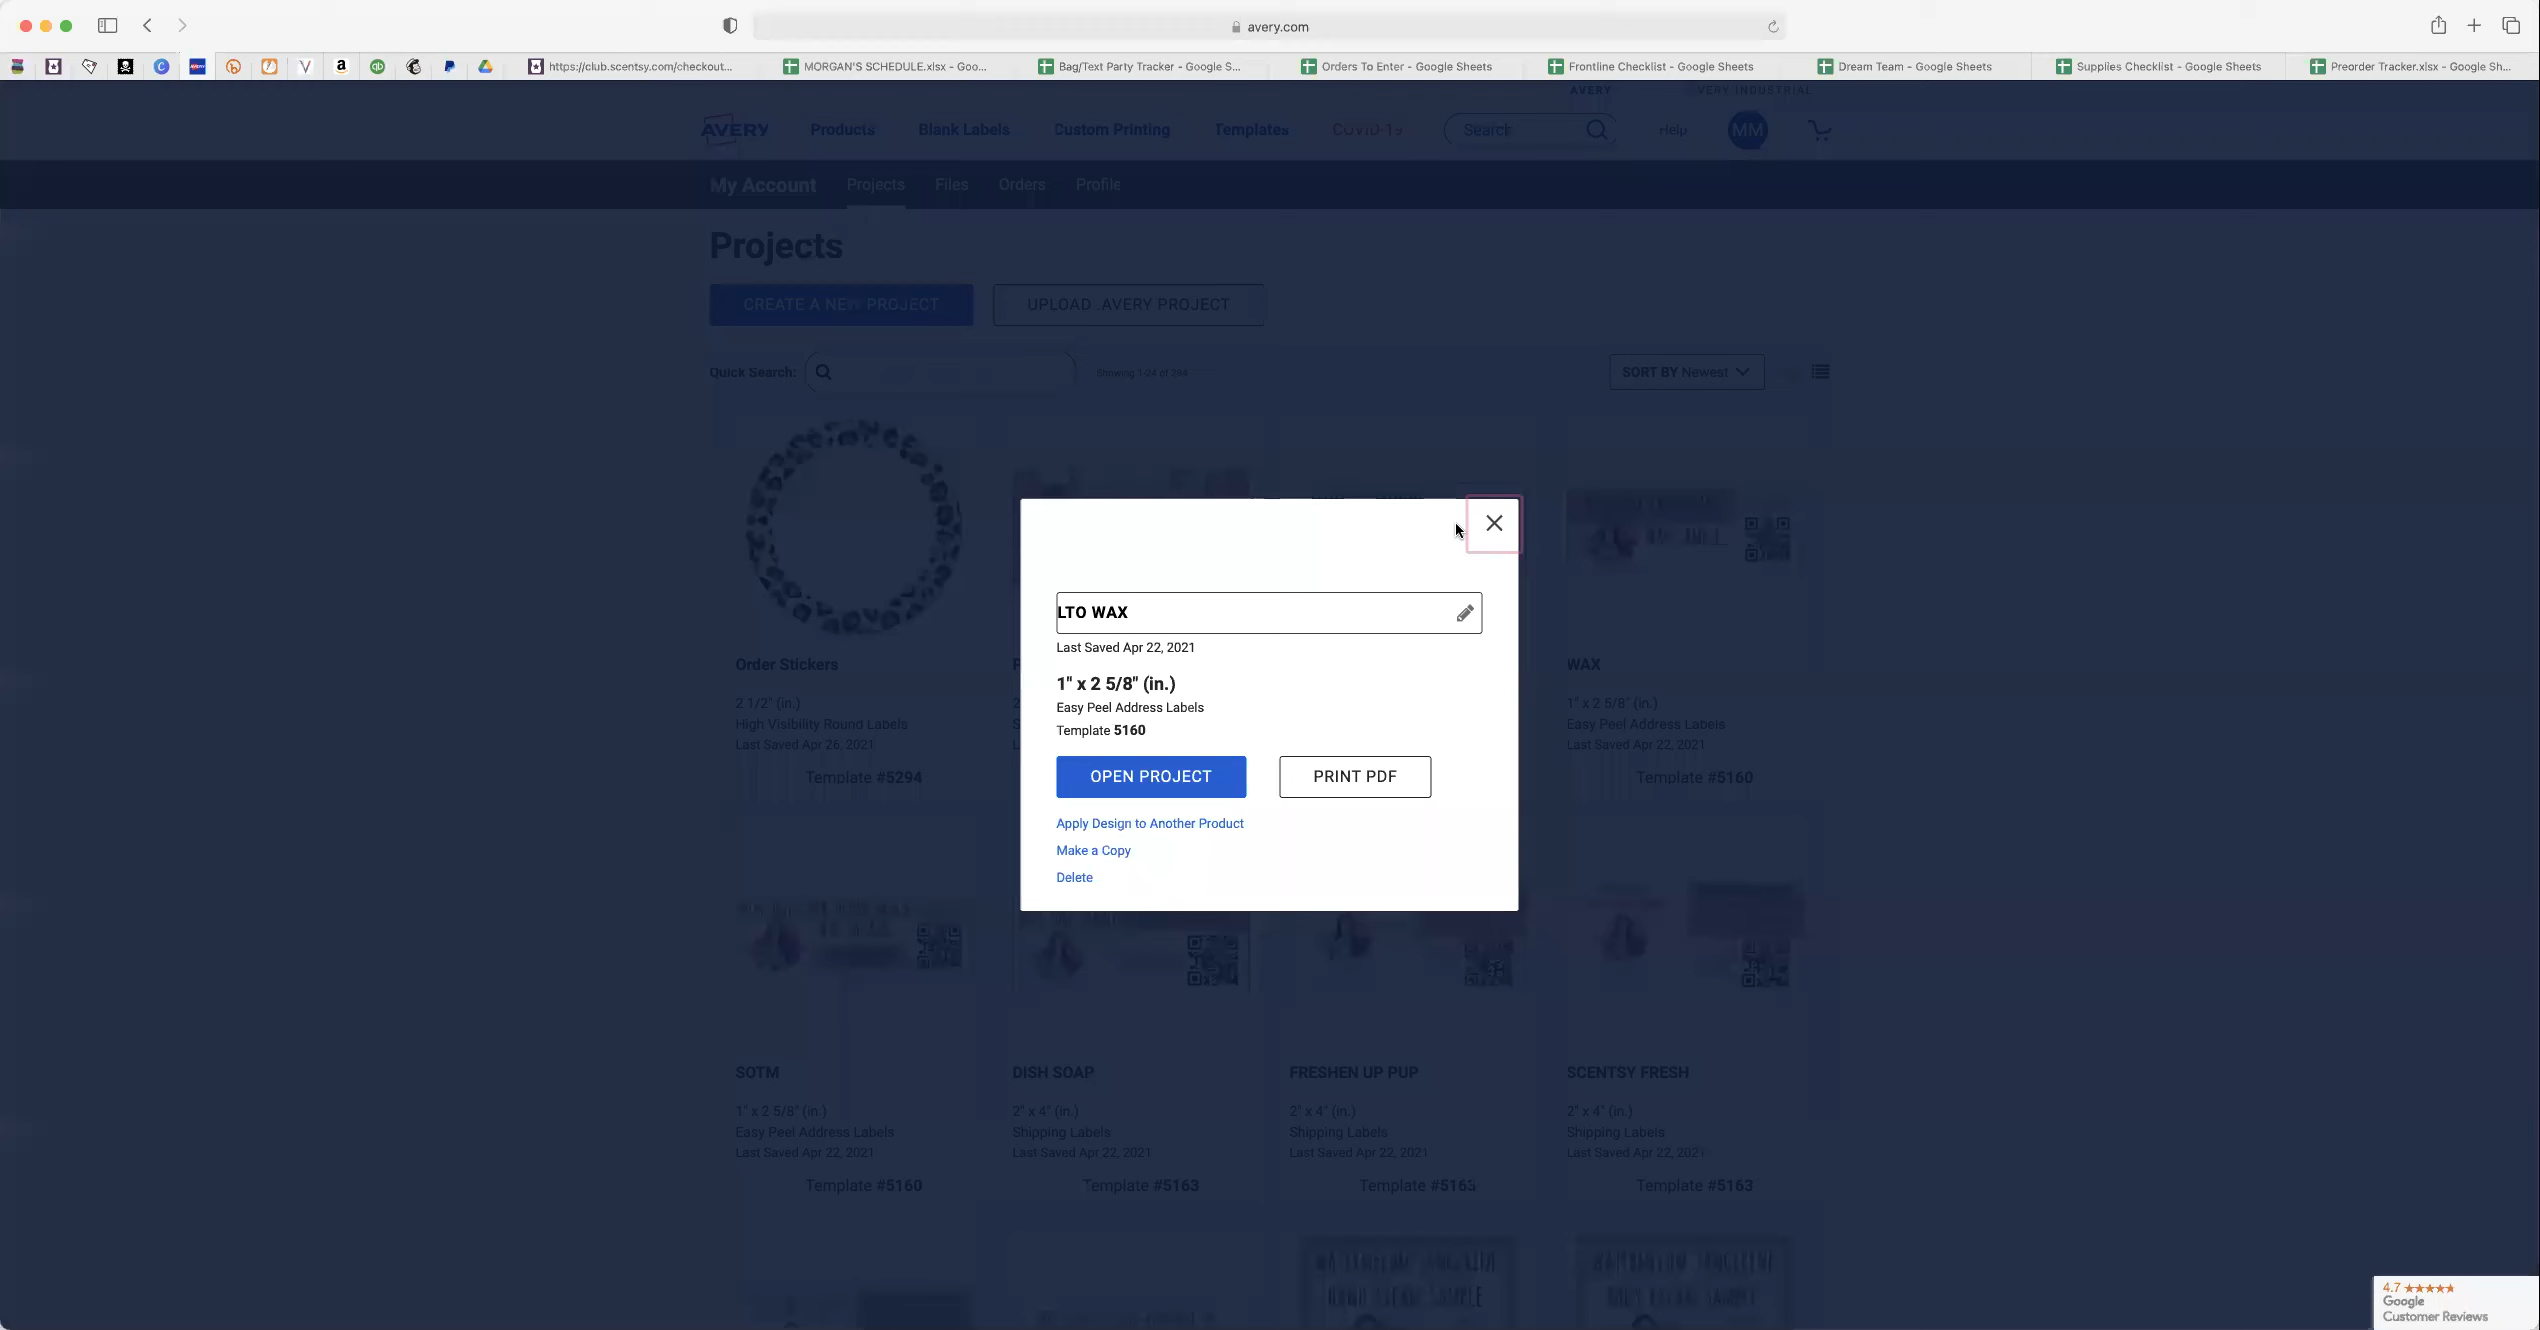 avery.com
https://club.scentsy.com/checkout...
MORGAN'S SCHEDULE.xlsx - Goo...
Bag/Text Party Tracker - Google S...
Orders To Enter - Google Sheets
Frontline Checklist - Google Sheets
Dream Team - Google Sheets
Supplies Checklist - Google Sheets
Preorder Tracker.xlsx - Google Sh...
AVERY
VERY INDUSTRIAL
AVERY
Products
Blank Labels
Custom Printing
Templates
COVID-19
Search
Help
MM
My Account
Projects
Files
Orders
Profile
Projects
CREATE A NEW PROJECT
UPLOAD .AVERY PROJECT
Quick Search:
Showing 1-24 of 294
SORT BY Newest
LTO WAX
Last Saved Apr 22, 2021
1" x 2 5/8" (in.)
Easy Peel Address Labels
Template 5160
OPEN PROJECT
PRINT PDF
Apply Design to Another Product
Make a Copy
Delete
Order Stickers
2 1/2" (in.)
High Visibility Round Labels
Last Saved Apr 26, 2021
Template #5294
WAX
1" x 2 5/8" (in.)
Easy Peel Address Labels
Last Saved Apr 22, 2021
Template #5160
SOTM
1" x 2 5/8" (in.)
Easy Peel Address Labels
Last Saved Apr 22, 2021
Template #5160
DISH SOAP
2" x 4" (in.)
Shipping Labels
Last Saved Apr 22, 2021
Template #5163
FRESHEN UP PUP
2" x 4" (in.)
Shipping Labels
Last Saved Apr 22, 2021
Template #5163
SCENTSY FRESH
2" x 4" (in.)
Shipping Labels
Last Saved Apr 22, 2021
Template #5163
4.7
Google
Customer Reviews